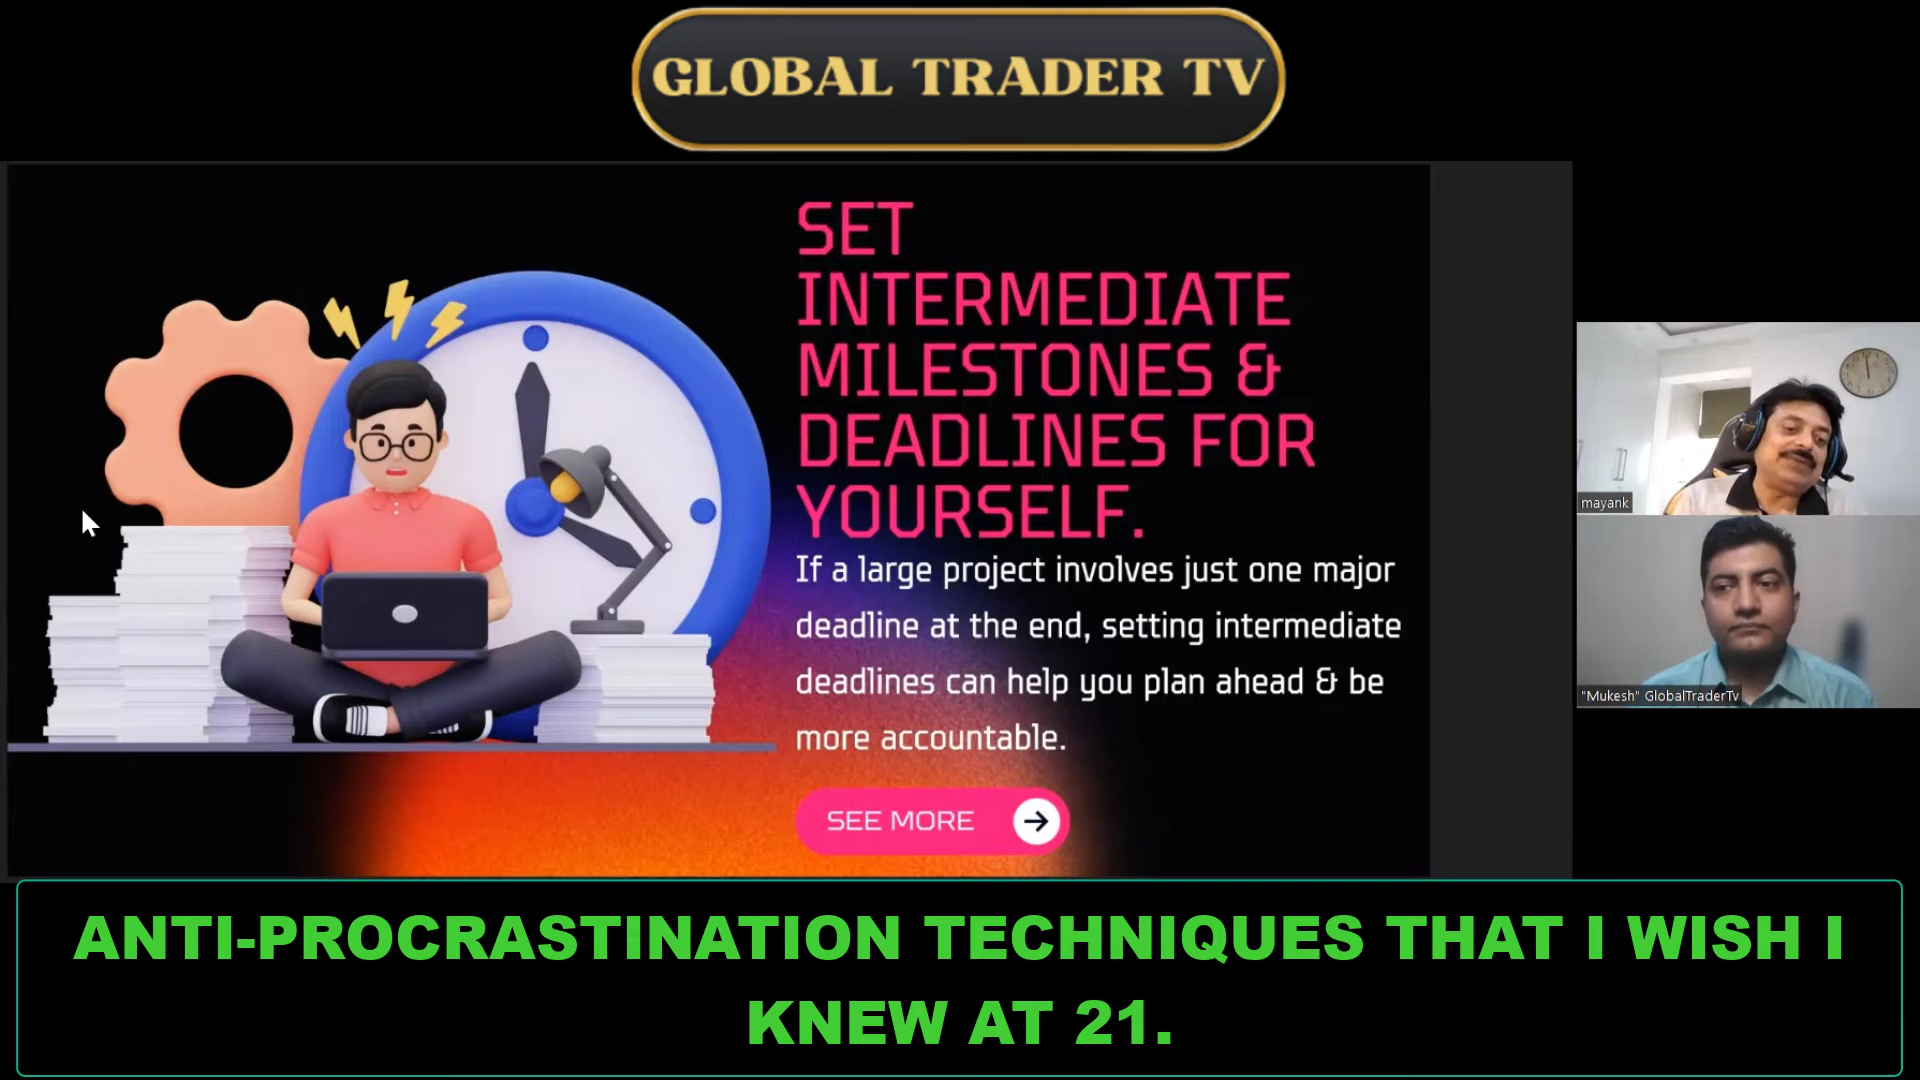 GLOBAL TRADER TV
SET
INTERMEDIATE
MILESTONES &
DEADLINES FOR
YOURSELF.
If a large project involves just one major
deadline at the end, setting intermediate
deadlines can help you plan ahead & be
more accountable.
SEE MORE
mayank
"Mukesh" GlobalTraderTv
ANTI-PROCRASTINATION TECHNIQUES THAT I WISH I
KNEW AT 21.